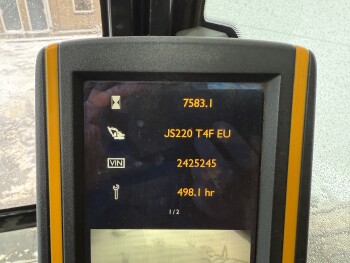 7583.1
JS220 T4F EU
VIN 2425245
498.1 hr
1/2